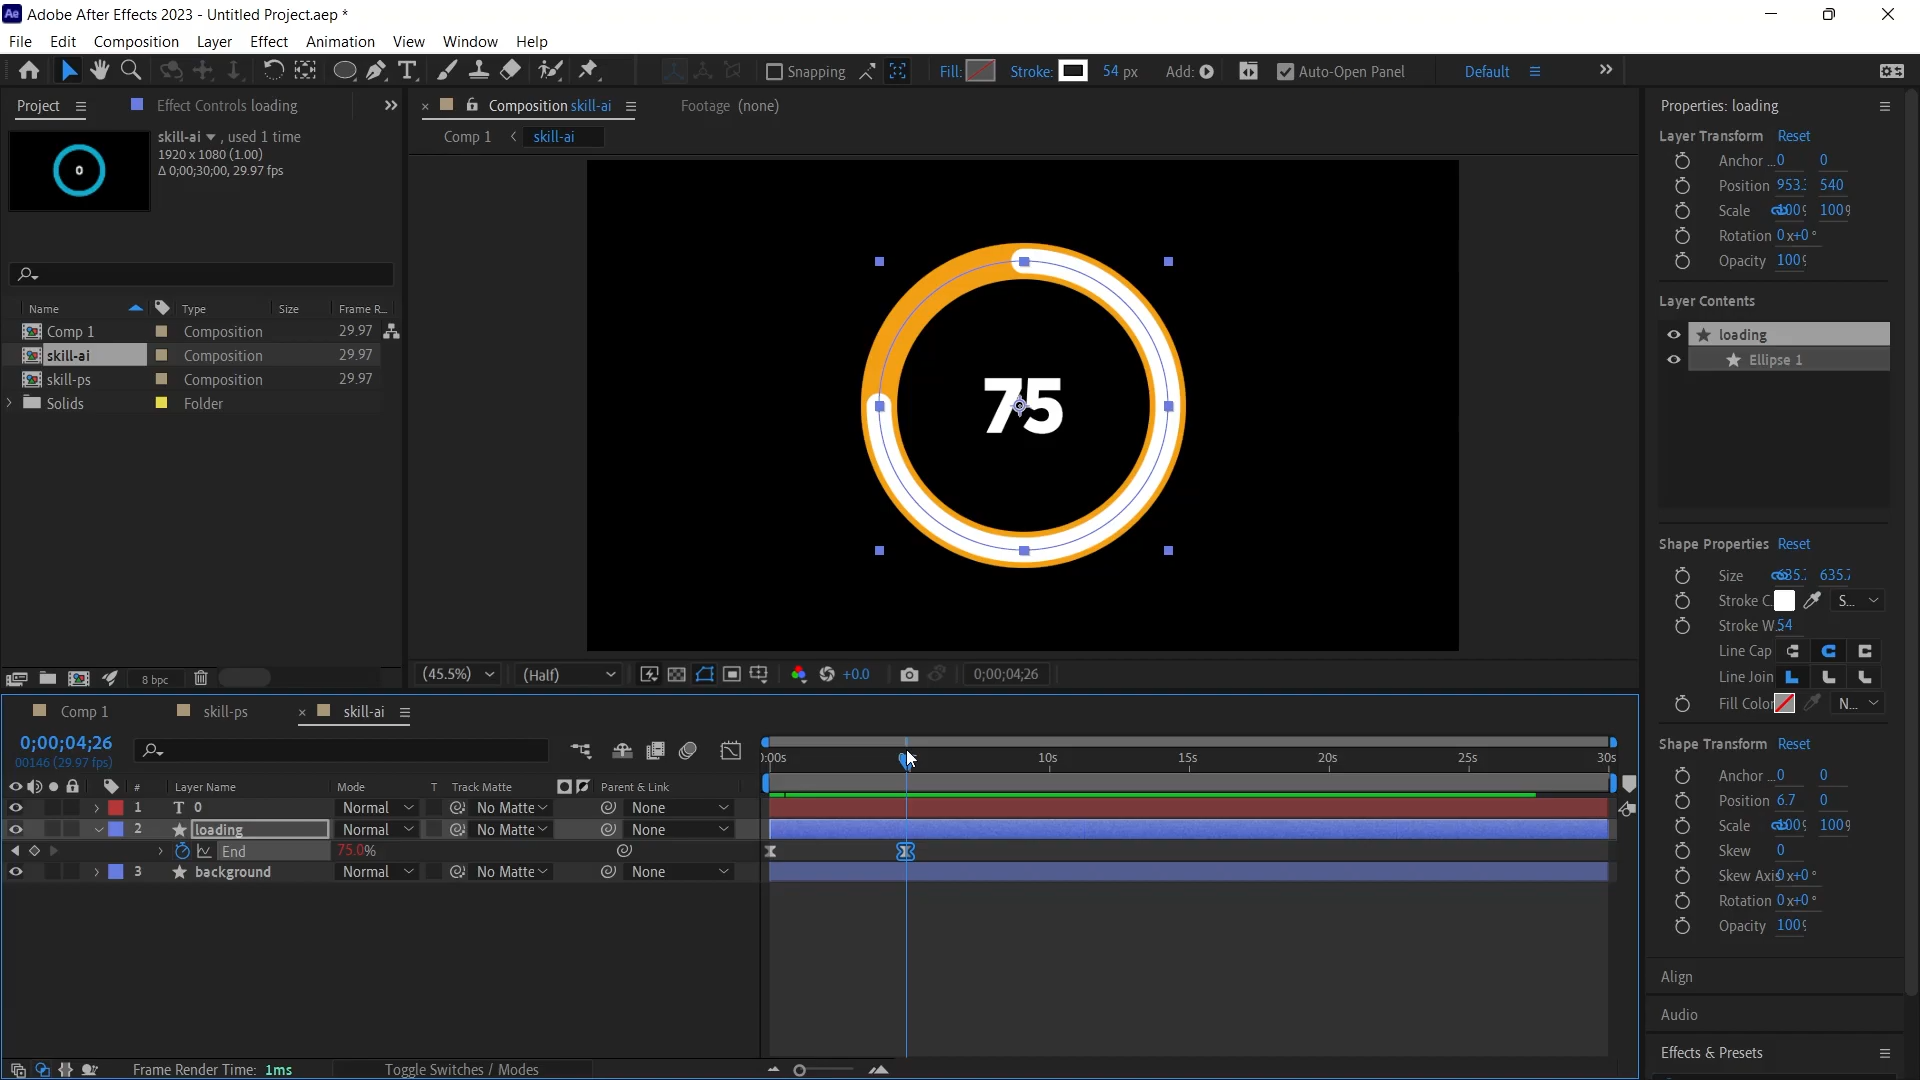 Ae Adobe After Effects 2023 - Untitled Project.aep *
File Edit Composition Layer Effect Animation View Window Help
Snapping Fill: Stroke: 54 px Add: Auto-Open Panel Default
Project Effect Controls loading
skill-ai , used 1 time
1920 x 1080 (1.00)
Δ 0;00;30;00, 29.97 fps
0
Name Type Size Frame R...
Comp 1 Composition 29.97
skill-ai Composition 29.97
skill-ps Composition 29.97
Solids Folder
8 bpc
Composition skill-ai Footage (none)
Comp 1 skill-ai
75
(45.5%) (Half) +0.0 0;00;04;26
Properties: loading
Layer Transform Reset
Anchor ... 0 0
Position 540
Scale
Rotation 0x+0°
Opacity
Layer Contents
loading
Ellipse 1
Shape Properties Reset
Size
Stroke C. S...
Stroke W. 54
Line Cap
Line Join
Fill Color N...
Shape Transform Reset
Anchor ... 0 0
Position 6.7 0
Scale
Skew 0
Skew Axis 0x+0°
Rotation 0x+0°
Opacity
Align
Audio
Effects & Presets
Comp 1 skill-ps skill-ai
0;00;04;26
00146 (29.97 fps)
# Layer Name Mode T Track Matte Parent & Link
1 T 0 Normal No Matte None
2 loading Normal No Matte None
End 75.0%
3 background Normal No Matte None
10s 15s 20s 25s 30s
Frame Render Time: 1ms Toggle Switches / Modes